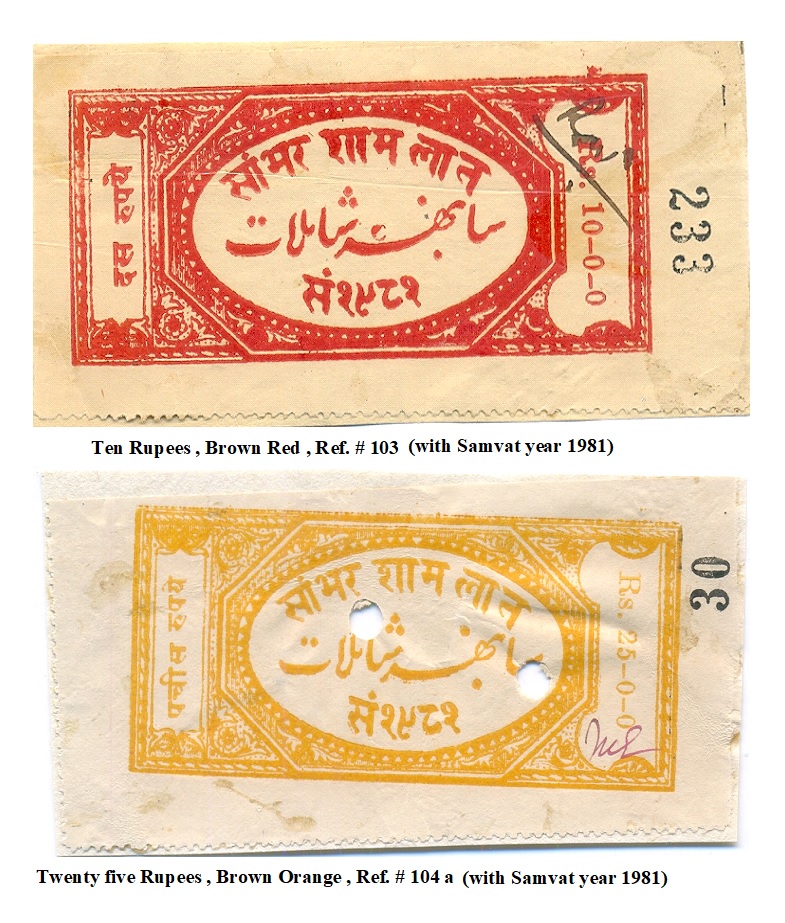 दस रुपये
सांभर शाम लात
سانبھر شاملات
सं१९८१
Rs. 10-0-0
233
Ten Rupees , Brown Red , Ref. # 103 (with Samvat year 1981)
पचीस रुपये
सांभर शाम लात
سانبھر شاملات
सं१९८१
Rs. 25-0-0
30
Twenty five Rupees , Brown Orange , Ref. # 104 a (with Samvat year 1981)